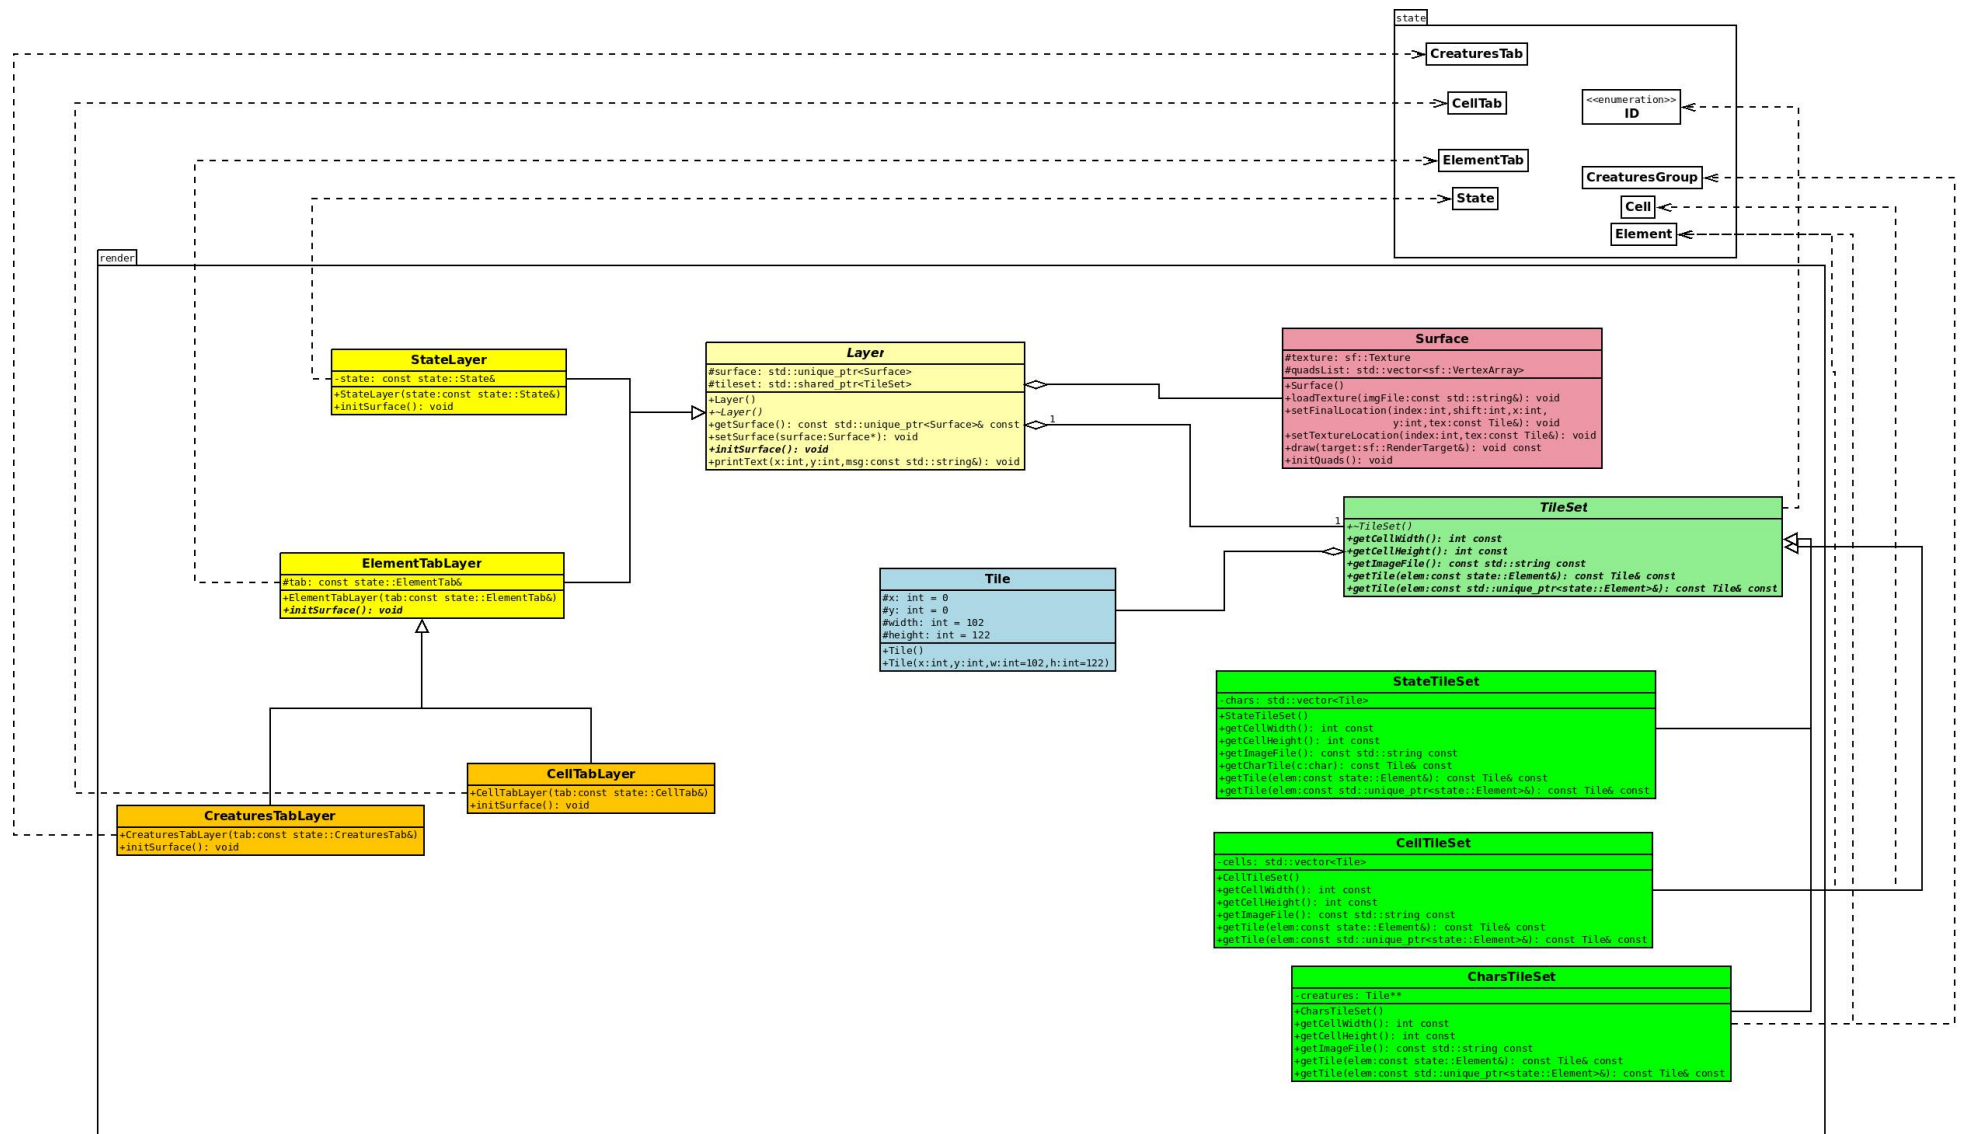 state
CreaturesTab
CellTab
<<enumeration>>
ID
ElementTab
CreaturesGroup
State
Cell
Element
render
StateLayer
-state: const state::State&
+StateLayer(state:const state::State&)
+initSurface(): void
Layer
#surface: std::unique_ptr<Surface>
#tileset: std::shared_ptr<TileSet>
+Layer()
+~Layer()
+getSurface(): const std::unique_ptr<Surface>& const
+setSurface(surface:Surface*): void
+initSurface(): void
+printText(x:int,y:int,msg:const std::string&): void
1
Surface
#texture: sf::Texture
#quadsList: std::vector<sf::VertexArray>
+Surface()
+loadTexture(imgFile:const std::string&): void
+setFinalLocation(index:int,shift:int,x:int,
y:int,tex:const Tile&): void
+setTextureLocation(index:int,tex:const Tile&): void
+draw(target:sf::RenderTarget&): void const
+initQuads(): void
1
TileSet
+~TileSet()
+getCellWidth(): int const
+getCellHeight(): int const
+getImageFile(): const std::string const
+getTile(elem:const state::Element&): const Tile& const
+getTile(elem:const std::unique_ptr<state::Element>&): const Tile& const
ElementTabLayer
#tab: const state::ElementTab&
+ElementTabLayer(tab:const state::ElementTab&)
+initSurface(): void
Tile
#x: int = 0
#y: int = 0
#width: int = 102
#height: int = 122
+Tile()
+Tile(x:int,y:int,w:int=102,h:int=122)
StateTileSet
-chars: std::vector<Tile>
+StateTileSet()
+getCellWidth(): int const
+getCellHeight(): int const
+getImageFile(): const std::string const
+getCharTile(c:char): const Tile& const
+getTile(elem:const state::Element&): const Tile& const
+getTile(elem:const std::unique_ptr<state::Element>&): const Tile& const
CellTabLayer
+CellTabLayer(tab:const state::CellTab&)
+initSurface(): void
CreaturesTabLayer
+CreaturesTabLayer(tab:const state::CreaturesTab&)
+initSurface(): void
CellTileSet
-cells: std::vector<Tile>
+CellTileSet()
+getCellWidth(): int const
+getCellHeight(): int const
+getImageFile(): const std::string const
+getTile(elem:const state::Element&): const Tile& const
+getTile(elem:const std::unique_ptr<state::Element>&): const Tile& const
CharsTileSet
-creatures: Tile**
+CharsTileSet()
+getCellWidth(): int const
+getCellHeight(): int const
+getImageFile(): const std::string const
+getTile(elem:const state::Element&): const Tile& const
+getTile(elem:const std::unique_ptr<state::Element>&): const Tile& const